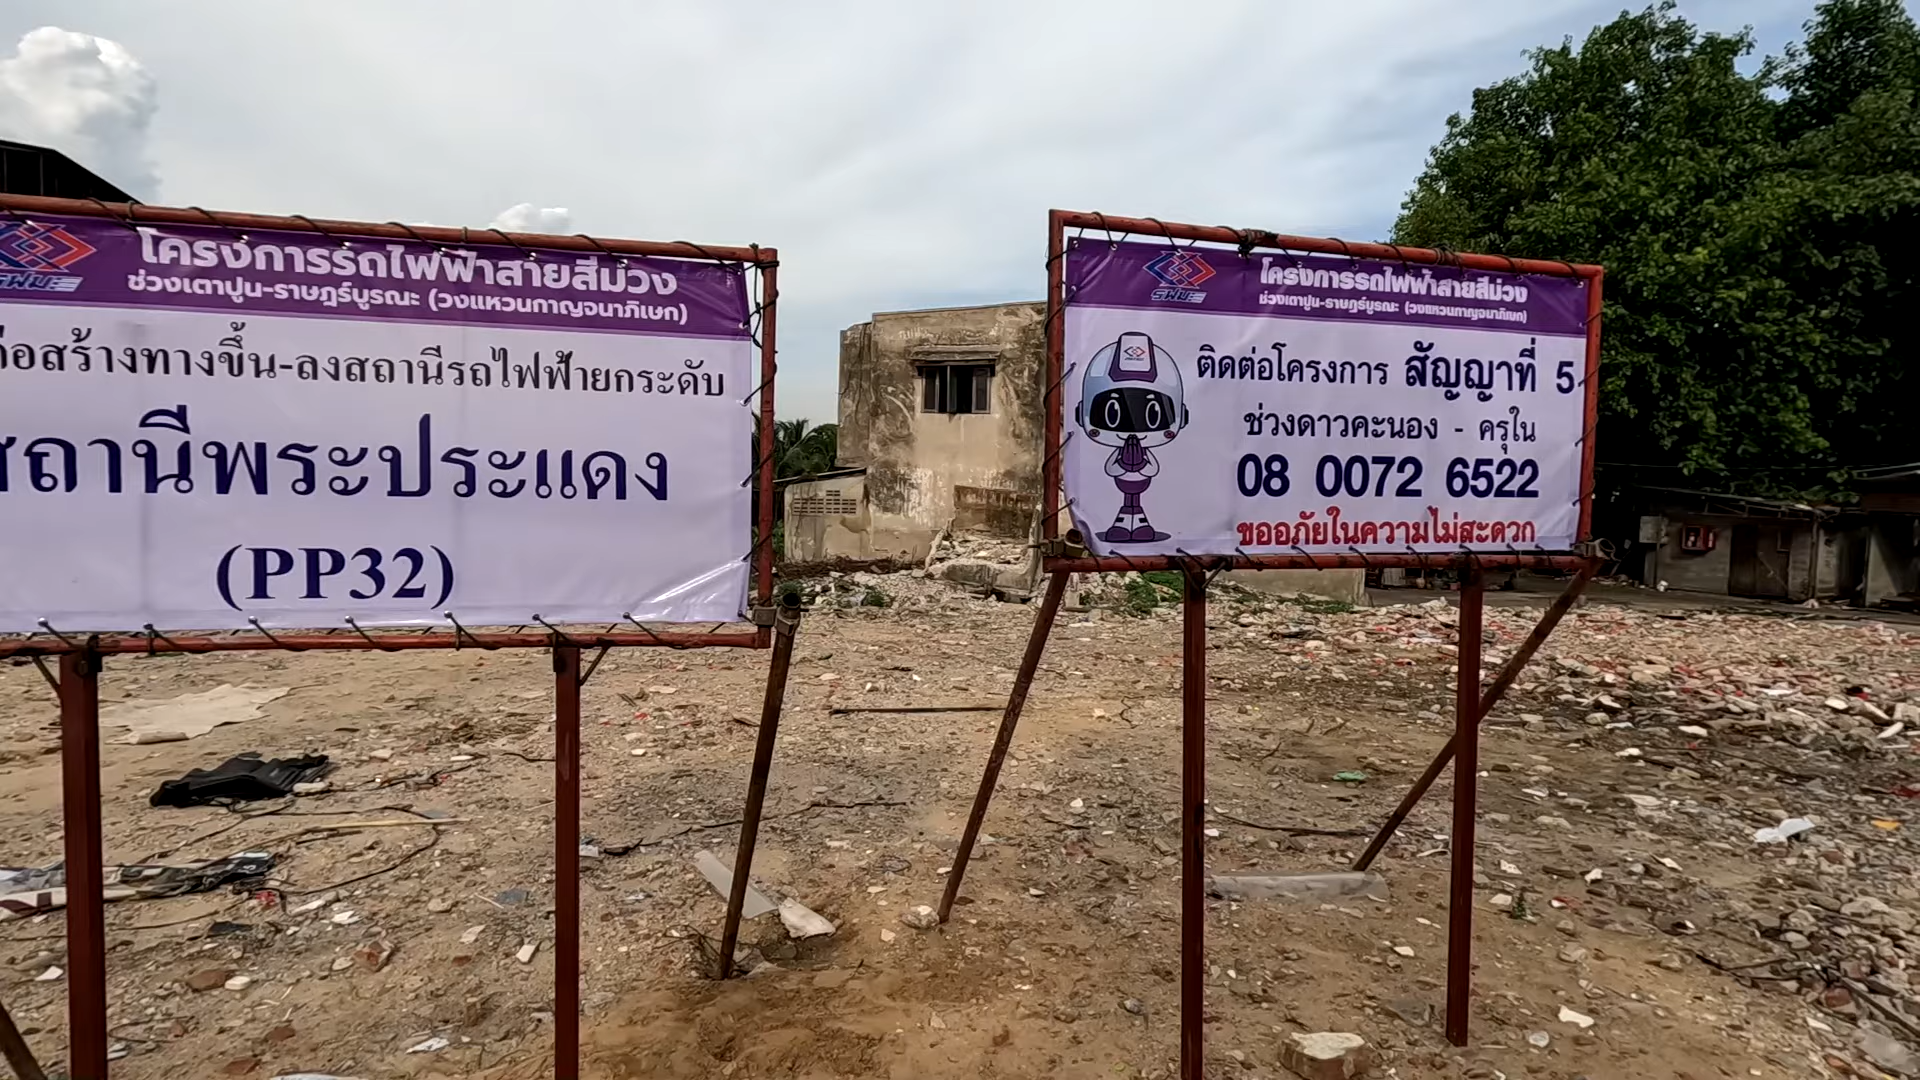 รฟม
โครงการรถไฟฟ้าสายสีม่วง
ช่วงเตาปูน-ราษฎร์บูรณะ (วงแหวนกาญจนาภิเษก)
ก่อสร้างทางขึ้น-ลงสถานีรถไฟฟ้ายกระดับ
สถานีพระประแดง
(PP32)
รฟม
โครงการรถไฟฟ้าสายสีม่วง
ช่วงเตาปูน-ราษฎร์บูรณะ (วงแหวนกาญจนาภิเษก)
ติดต่อโครงการ สัญญาที่ 5
ช่วงดาวคะนอง - ครุใน
08 0072 6522
ขออภัยในความไม่สะดวก